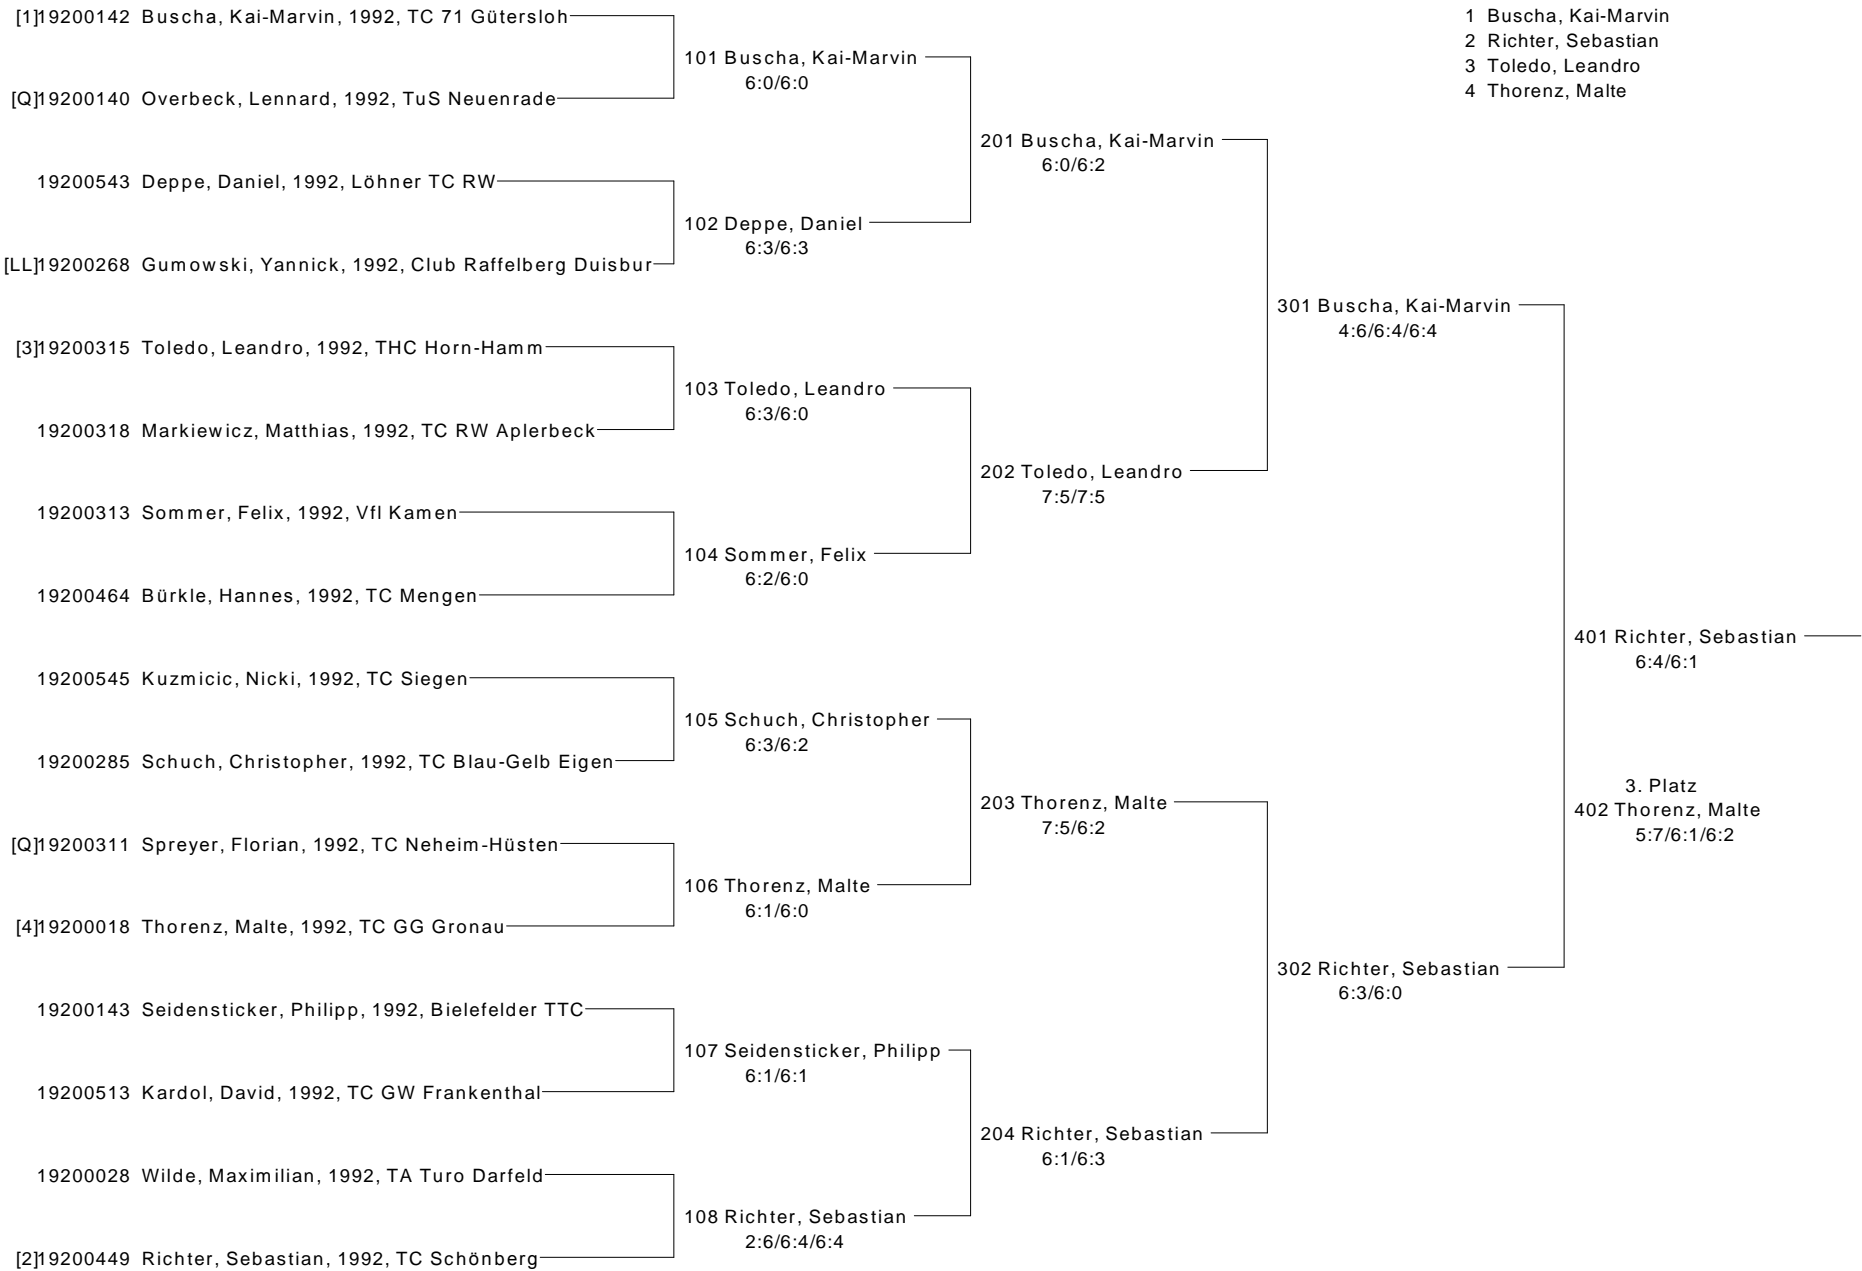 [1]19200142 Buscha, Kai-Marvin, 1992, TC 71 Gütersloh
[Q]19200140 Overbeck, Lennard, 1992, TuS Neuenrade
19200543 Deppe, Daniel, 1992, Löhner TC RW
[LL]19200268 Gumowski, Yannick, 1992, Club Raffelberg Duisbur
[3]19200315 Toledo, Leandro, 1992, THC Horn-Hamm
19200318 Markiewicz, Matthias, 1992, TC RW Aplerbeck
19200313 Sommer, Felix, 1992, Vfl Kamen
19200464 Bürkle, Hannes, 1992, TC Mengen
19200545 Kuzmicic, Nicki, 1992, TC Siegen
19200285 Schuch, Christopher, 1992, TC Blau-Gelb Eigen
[Q]19200311 Spreyer, Florian, 1992, TC Neheim-Hüsten
[4]19200018 Thorenz, Malte, 1992, TC GG Gronau
19200143 Seidensticker, Philipp, 1992, Bielefelder TTC
19200513 Kardol, David, 1992, TC GW Frankenthal
19200028 Wilde, Maximilian, 1992, TA Turo Darfeld
[2]19200449 Richter, Sebastian, 1992, TC Schönberg
101 Buscha, Kai-Marvin
6:0/6:0
102 Deppe, Daniel
6:3/6:3
103 Toledo, Leandro
6:3/6:0
104 Sommer, Felix
6:2/6:0
105 Schuch, Christopher
6:3/6:2
106 Thorenz, Malte
6:1/6:0
107 Seidensticker, Philipp
6:1/6:1
108 Richter, Sebastian
2:6/6:4/6:4
201 Buscha, Kai-Marvin
6:0/6:2
202 Toledo, Leandro
7:5/7:5
203 Thorenz, Malte
7:5/6:2
204 Richter, Sebastian
6:1/6:3
301 Buscha, Kai-Marvin
4:6/6:4/6:4
302 Richter, Sebastian
6:3/6:0
1 Buscha, Kai-Marvin
2 Richter, Sebastian
3 Toledo, Leandro
4 Thorenz, Malte
401 Richter, Sebastian
6:4/6:1
3. Platz
402 Thorenz, Malte
5:7/6:1/6:2